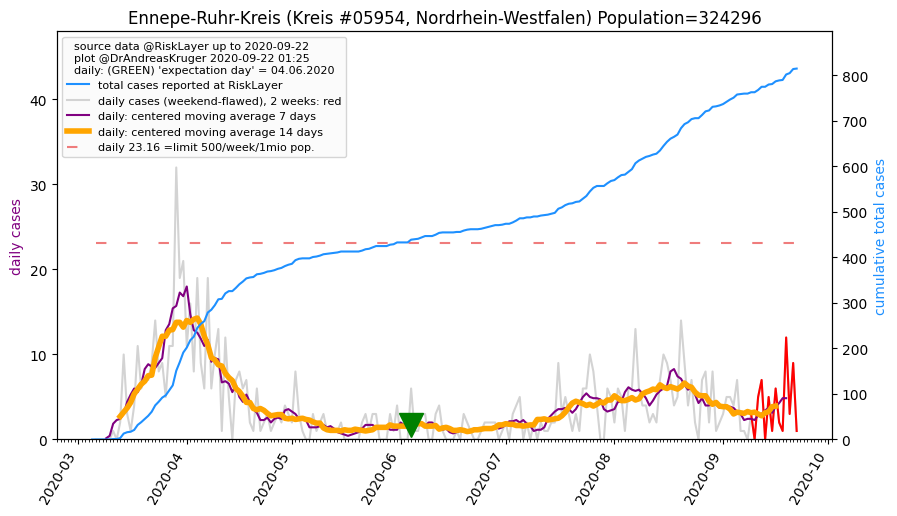 Ennepe-Ruhr-Kreis (Kreis #05954, Nordrhein-Westfalen) Population=324296
source data @RiskLayer up to 2020-09-22
plot @DrAndreasKruger 2020-09-22 01:25
daily: (GREEN) 'expectation day' = 04.06.2020
total cases reported at RiskLayer
daily cases (weekend-flawed), 2 weeks: red
daily: centered moving average 7 days
daily: centered moving average 14 days
daily 23.16 =limit 500/week/1mio pop.
daily cases
40
30
20
10
0
cumulative total cases
800
700
600
500
400
300
200
100
0
2020-03
2020-04
2020-05
2020-06
2020-07
2020-08
2020-09
2020-10